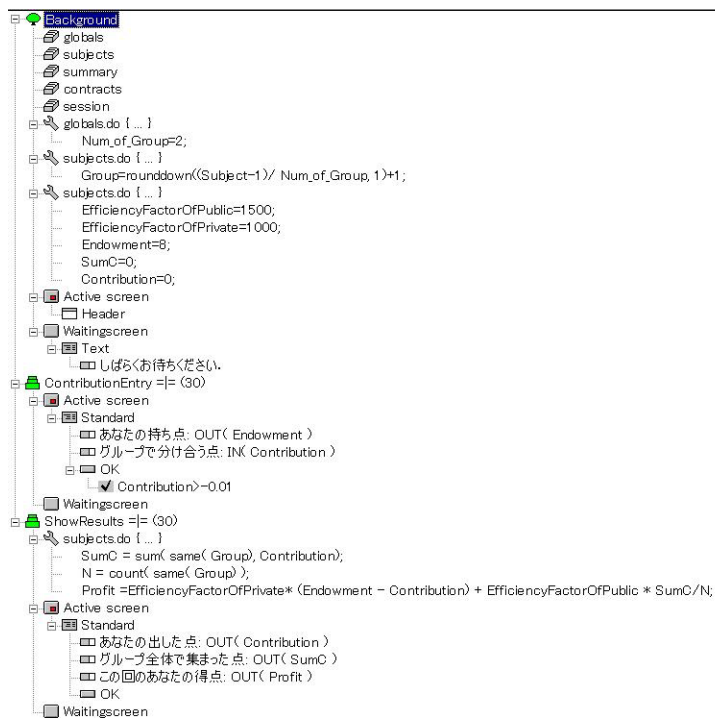 Background
globals
subjects
summary
contracts
session
globals.do { ... }
Num_of_Group=2;
subjects.do { ... }
Group=rounddown((Subject-1)/ Num_of_Group, 1)+1;
subjects.do { ... }
EfficiencyFactorOfPublic=1500;
EfficiencyFactorOfPrivate=1000;
Endowment=8;
SumC=0;
Contribution=0;
Active screen
Header
Waitingscreen
Text
しばらくお待ちください.
ContributionEntry =|= (30)
Active screen
Standard
あなたの持ち点: OUT( Endowment )
グループで分け合う点: IN( Contribution )
OK
Contribution>-0.01
Waitingscreen
ShowResults =|= (30)
subjects.do { ... }
SumC = sum( same( Group), Contribution);
N = count( same( Group) );
Profit =EfficiencyFactorOfPrivate* (Endowment - Contribution) + EfficiencyFactorOfPublic * SumC/N;
Active screen
Standard
あなたの出した点: OUT( Contribution )
グループ全体で集まった点: OUT( SumC )
この回のあなたの得点: OUT( Profit )
OK
Waitingscreen